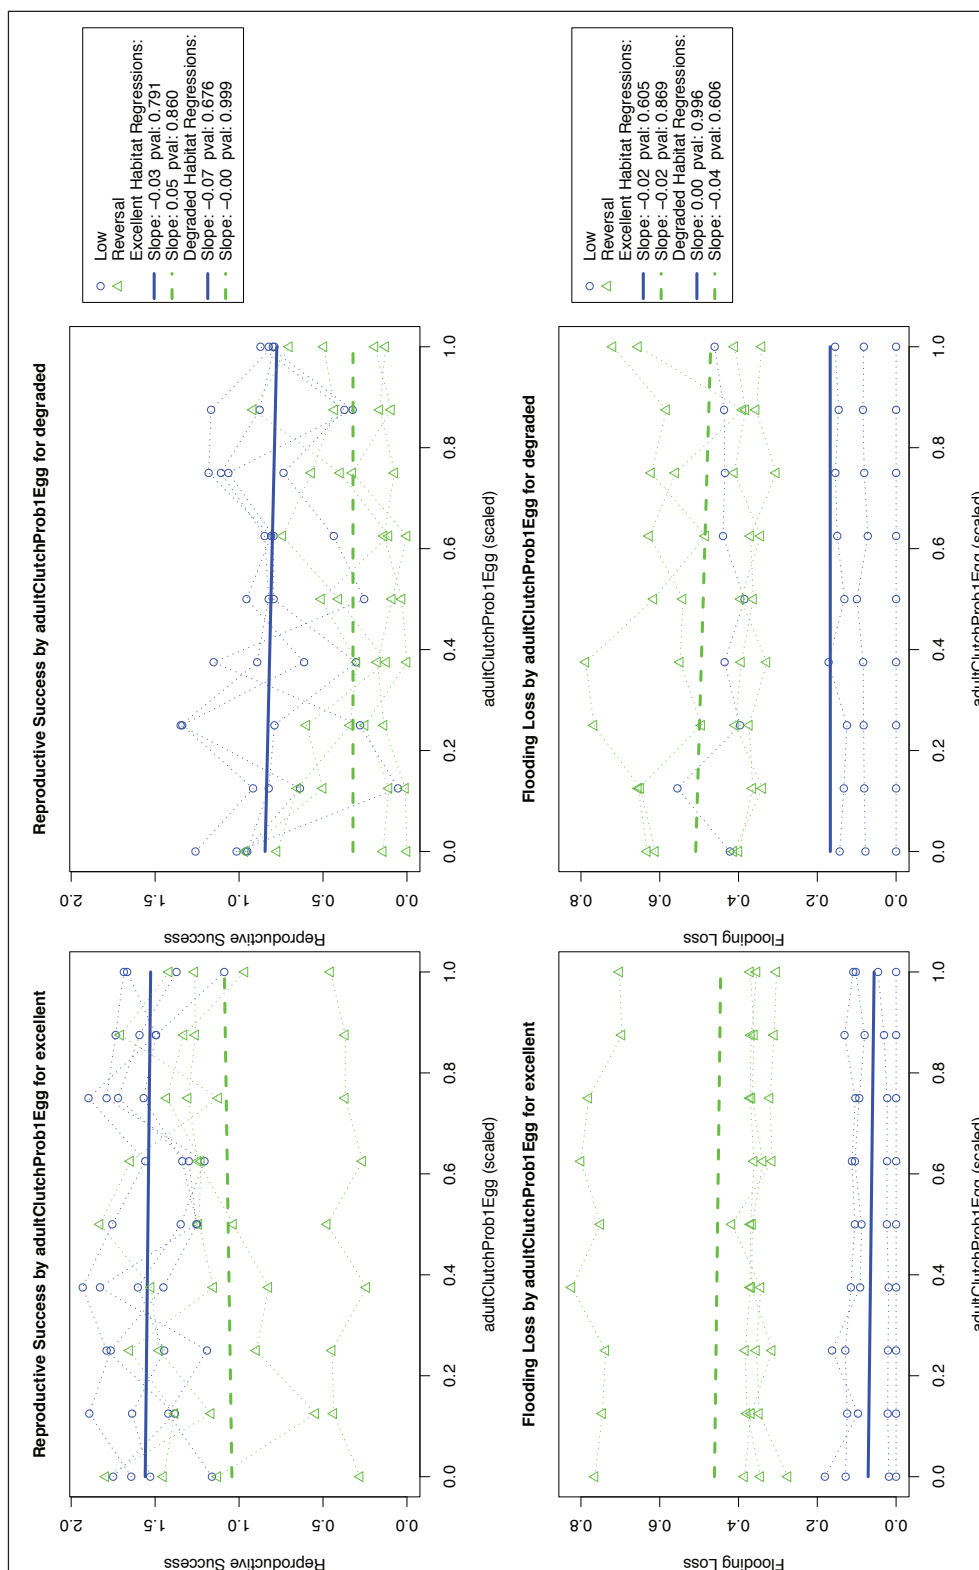 Reproductive Success by adultClutchProb1Egg for excellent
Reproductive Success
2.0
1.5
1.0
0.5
0.0
0.0 0.2 0.4 0.6 0.8 1.0
adultClutchProb1Egg (scaled)
Reproductive Success by adultClutchProb1Egg for degraded
Reproductive Success
2.0
1.5
1.0
0.5
0.0
0.0 0.2 0.4 0.6 0.8 1.0
adultClutchProb1Egg (scaled)
Low
Reversal
Excellent Habitat Regressions:
Slope: −0.03 pval: 0.791
Slope: 0.05 pval: 0.860
Degraded Habitat Regressions:
Slope: −0.07 pval: 0.676
Slope: −0.00 pval: 0.999
Flooding Loss by adultClutchProb1Egg for excellent
Flooding Loss
0.8
0.6
0.4
0.2
0.0
0.0 0.2 0.4 0.6 0.8 1.0
adultClutchProb1Egg (scaled)
Flooding Loss by adultClutchProb1Egg for degraded
Flooding Loss
0.8
0.6
0.4
0.2
0.0
0.0 0.2 0.4 0.6 0.8 1.0
adultClutchProb1Egg (scaled)
Low
Reversal
Excellent Habitat Regressions:
Slope: −0.02 pval: 0.605
Slope: −0.02 pval: 0.869
Degraded Habitat Regressions:
Slope: 0.00 pval: 0.996
Slope: −0.04 pval: 0.606